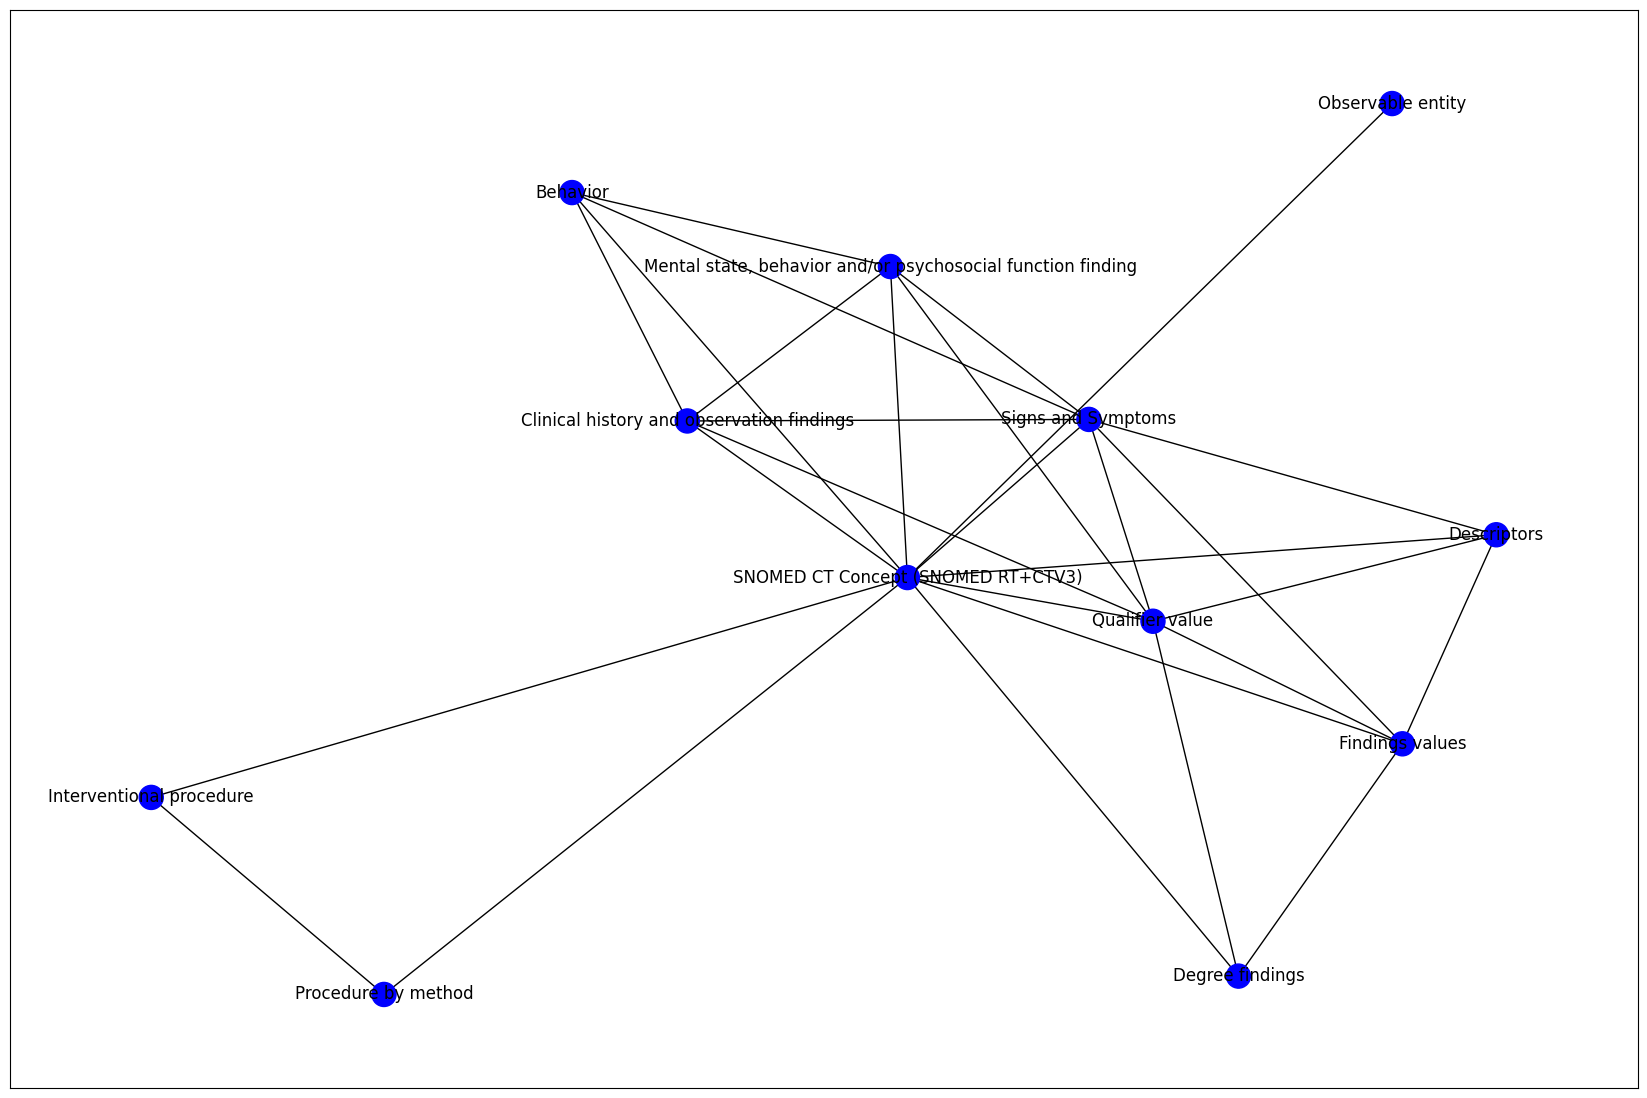 Observable entity
Behavior
Mental state, behavior and/or psychosocial function finding
Clinical history and observation findings
Signs and Symptoms
Descriptors
SNOMED CT Concept (SNOMED RT+CTV3)
Qualifier value
Findings values
Interventional procedure
Degree findings
Procedure by method